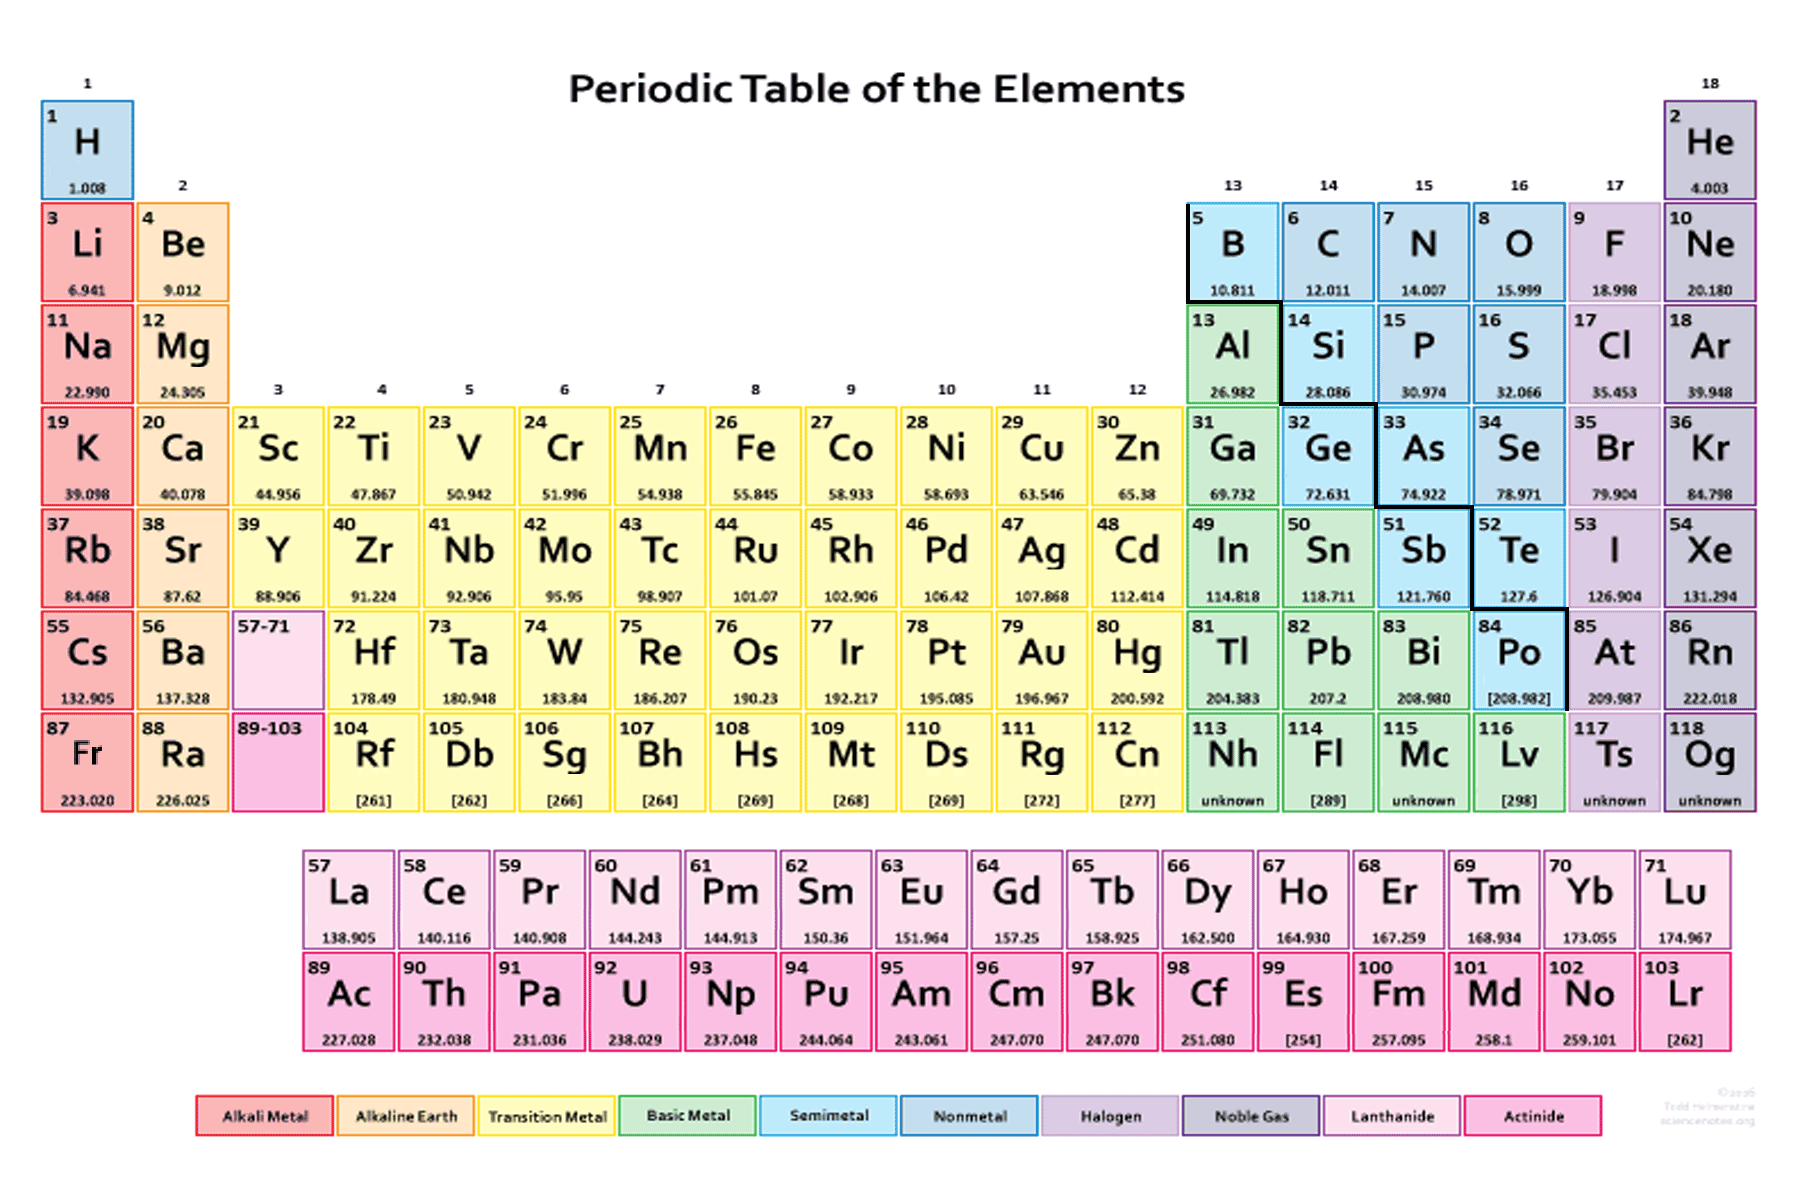 Periodic Table of the Elements
1 18
1 H 1.008 2 He 4.003
2 13 14 15 16 17
3 Li 6.941 4 Be 9.012 5 B 10.811 6 C 12.011 7 N 14.007 8 O 15.999 9 F 18.998 10 Ne 20.180
11 Na 22.990 12 Mg 24.305 13 Al 26.982 14 Si 28.086 15 P 30.974 16 S 32.066 17 Cl 35.453 18 Ar 39.948
3 4 5 6 7 8 9 10 11 12
19 K 39.098 20 Ca 40.078 21 Sc 44.956 22 Ti 47.867 23 V 50.942 24 Cr 51.996 25 Mn 54.938 26 Fe 55.845 27 Co 58.933 28 Ni 58.693 29 Cu 63.546 30 Zn 65.38 31 Ga 69.732 32 Ge 72.631 33 As 74.922 34 Se 78.971 35 Br 79.904 36 Kr 84.798
37 Rb 84.468 38 Sr 87.62 39 Y 88.906 40 Zr 91.224 41 Nb 92.906 42 Mo 95.95 43 Tc 98.907 44 Ru 101.07 45 Rh 102.906 46 Pd 106.42 47 Ag 107.868 48 Cd 112.414 49 In 114.818 50 Sn 118.711 51 Sb 121.760 52 Te 127.6 53 I 126.904 54 Xe 131.294
55 Cs 132.905 56 Ba 137.328 57-71 72 Hf 178.49 73 Ta 180.948 74 W 183.84 75 Re 186.207 76 Os 190.23 77 Ir 192.217 78 Pt 195.085 79 Au 196.967 80 Hg 200.592 81 Tl 204.383 82 Pb 207.2 83 Bi 208.980 84 Po [208.982] 85 At 209.987 86 Rn 222.018
87 Fr 223.020 88 Ra 226.025 89-103 104 Rf [261] 105 Db [262] 106 Sg [266] 107 Bh [264] 108 Hs [269] 109 Mt [268] 110 Ds [269] 111 Rg [272] 112 Cn [277] 113 Nh unknown 114 Fl [289] 115 Mc unknown 116 Lv [298] 117 Ts unknown 118 Og unknown
57 La 138.905 58 Ce 140.116 59 Pr 140.908 60 Nd 144.243 61 Pm 144.913 62 Sm 150.36 63 Eu 151.964 64 Gd 157.25 65 Tb 158.925 66 Dy 162.500 67 Ho 164.930 68 Er 167.259 69 Tm 168.934 70 Yb 173.055 71 Lu 174.967
89 Ac 227.028 90 Th 232.038 91 Pa 231.036 92 U 238.029 93 Np 237.048 94 Pu 244.064 95 Am 243.061 96 Cm 247.070 97 Bk 247.070 98 Cf 251.080 99 Es [254] 100 Fm 257.095 101 Md 258.1 102 No 259.101 103 Lr [262]
Alkali Metal Alkaline Earth Transition Metal Basic Metal Semimetal Nonmetal Halogen Noble Gas Lanthanide Actinide
Todd
sciencenotes.org